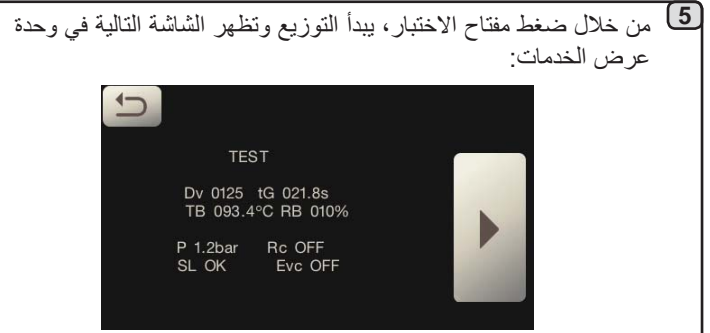 5 من خلال ضغط مفتاح الاختبار، يبدأ التوزيع وتظهر الشاشة التالية في وحدة
عرض الخدمات:
TEST
Dv 0125 tG 021.8s
TB 093.4°C RB 010%
P 1.2bar Rc OFF
SL OK Evc OFF